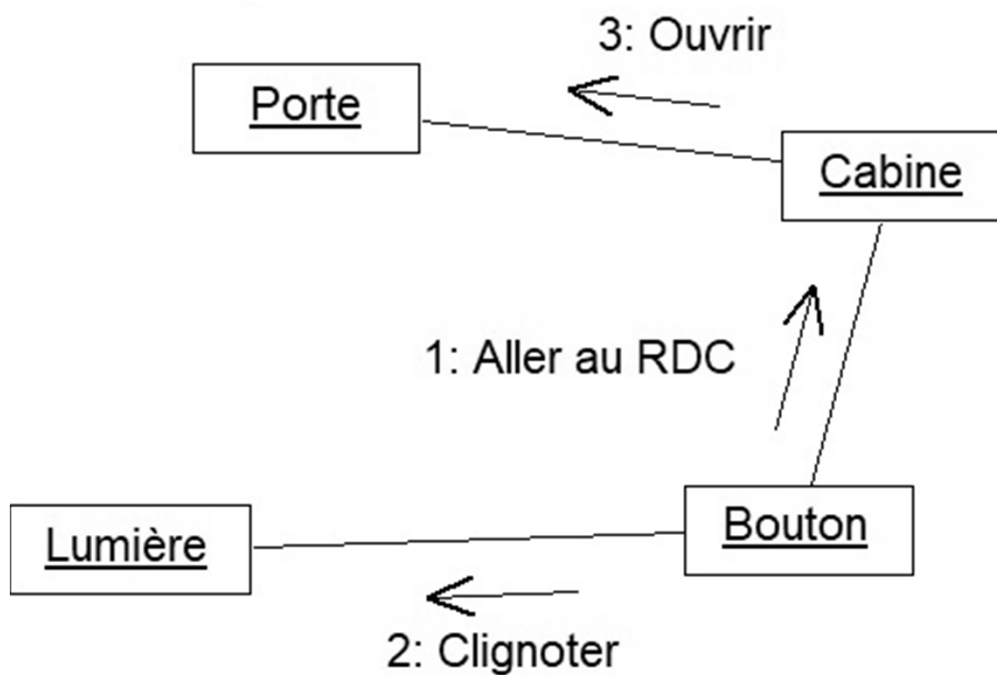 3: Ouvrir
Porte
Cabine
1: Aller au RDC
Bouton
Lumière
2: Clignoter